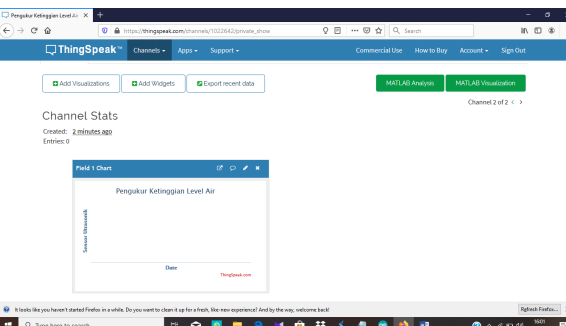 Pengukur Ketinggian Level Air
https://thingspeak.com/channels/1022642/private_show
Search
ThingSpeak™
Channels
Apps
Support
Commercial Use
How to Buy
Account
Sign Out
Add Visualizations
Add Widgets
Export recent data
MATLAB Analysis
MATLAB Visualization
Channel 2 of 2 < >
Channel Stats
Created: 2 minutes ago
Entries: 0
Field 1 Chart
Pengukur Ketinggian Level Air
Sensor Ultrasonik
Date
ThingSpeak.com
It looks like you haven't started Firefox in a while. Do you want to clean it up for a fresh, like-new experience? And by the way, welcome back!
Refresh Firefox...
Type here to search
16:01